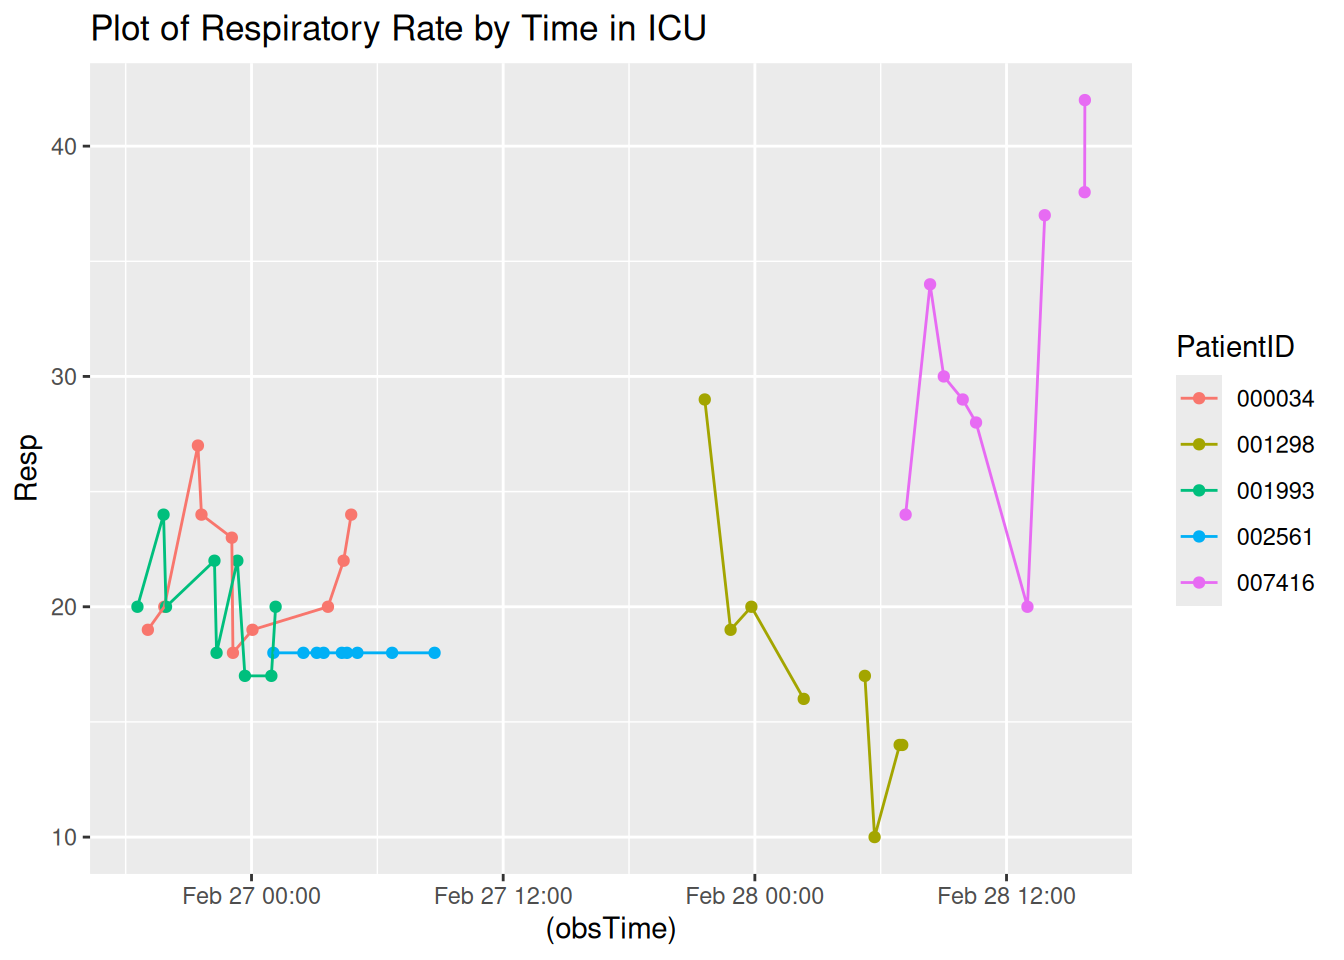 Plot of Respiratory Rate by Time in ICU
40
30
20
10
Resp
Feb 27 00:00 Feb 27 12:00 Feb 28 00:00 Feb 28 12:00
(obsTime)
PatientID
000034
001298
001993
002561
007416